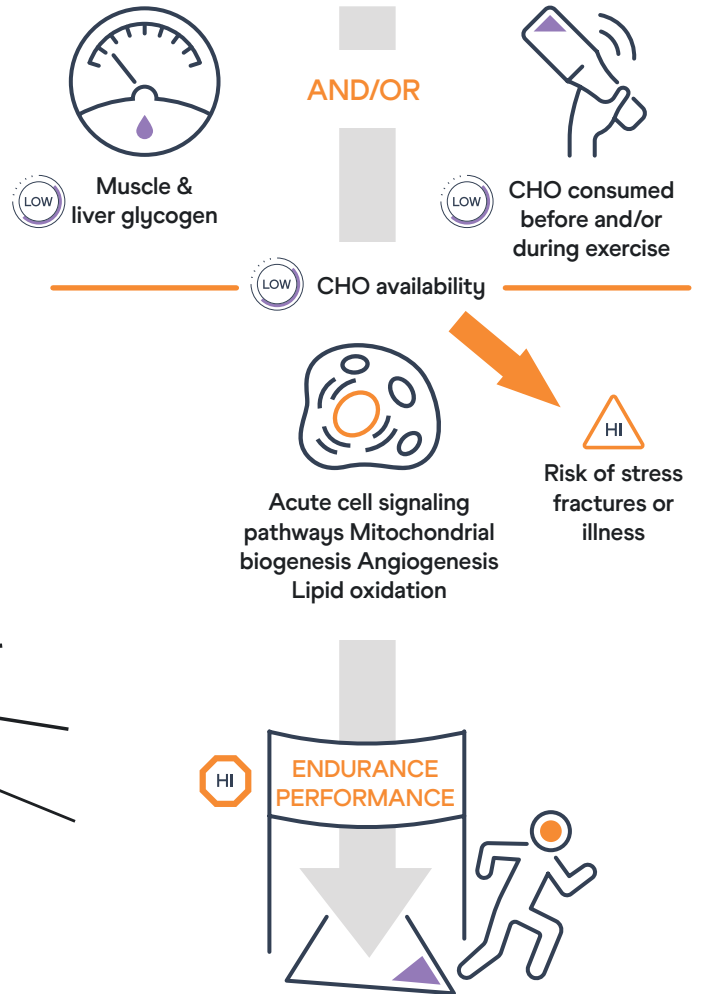 AND/OR
LOW
Muscle &
liver glycogen
LOW
CHO consumed
before and/or
during exercise
LOW
CHO availability
HI
Risk of stress
fractures or
illness
Acute cell signaling
pathways Mitochondrial
biogenesis Angiogenesis
Lipid oxidation
HI
ENDURANCE
PERFORMANCE